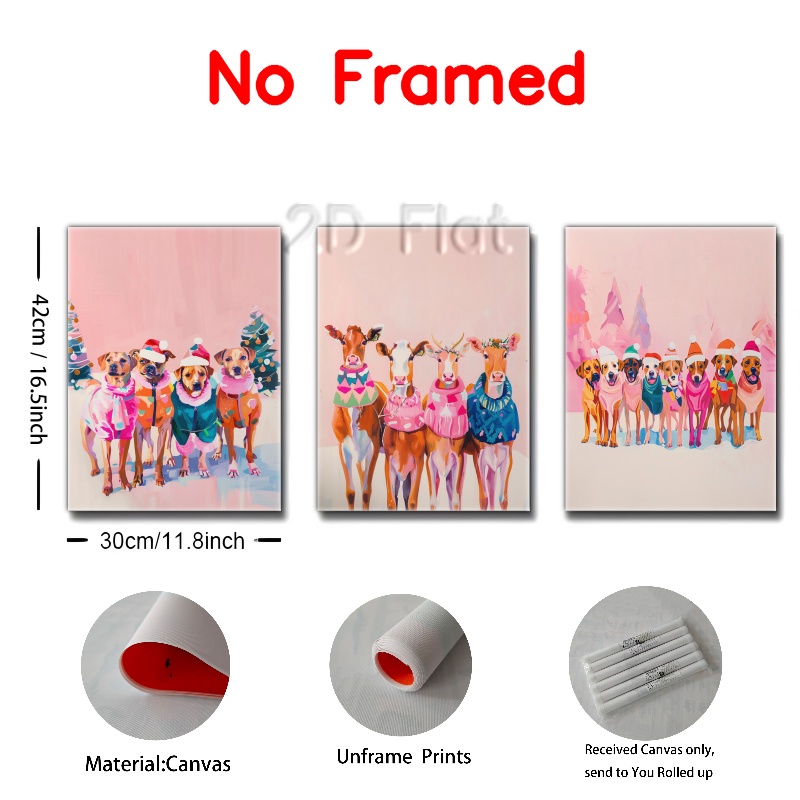 No Framed
2D Flat
42cm / 16.5inch
30cm/11.8inch
Material:Canvas
Unframe Prints
Received Canvas only,
send to You Rolled up